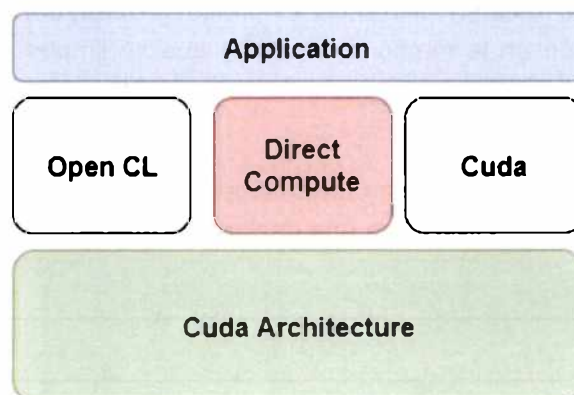 Application
Open CL
Direct
Compute
Cuda
Cuda Architecture